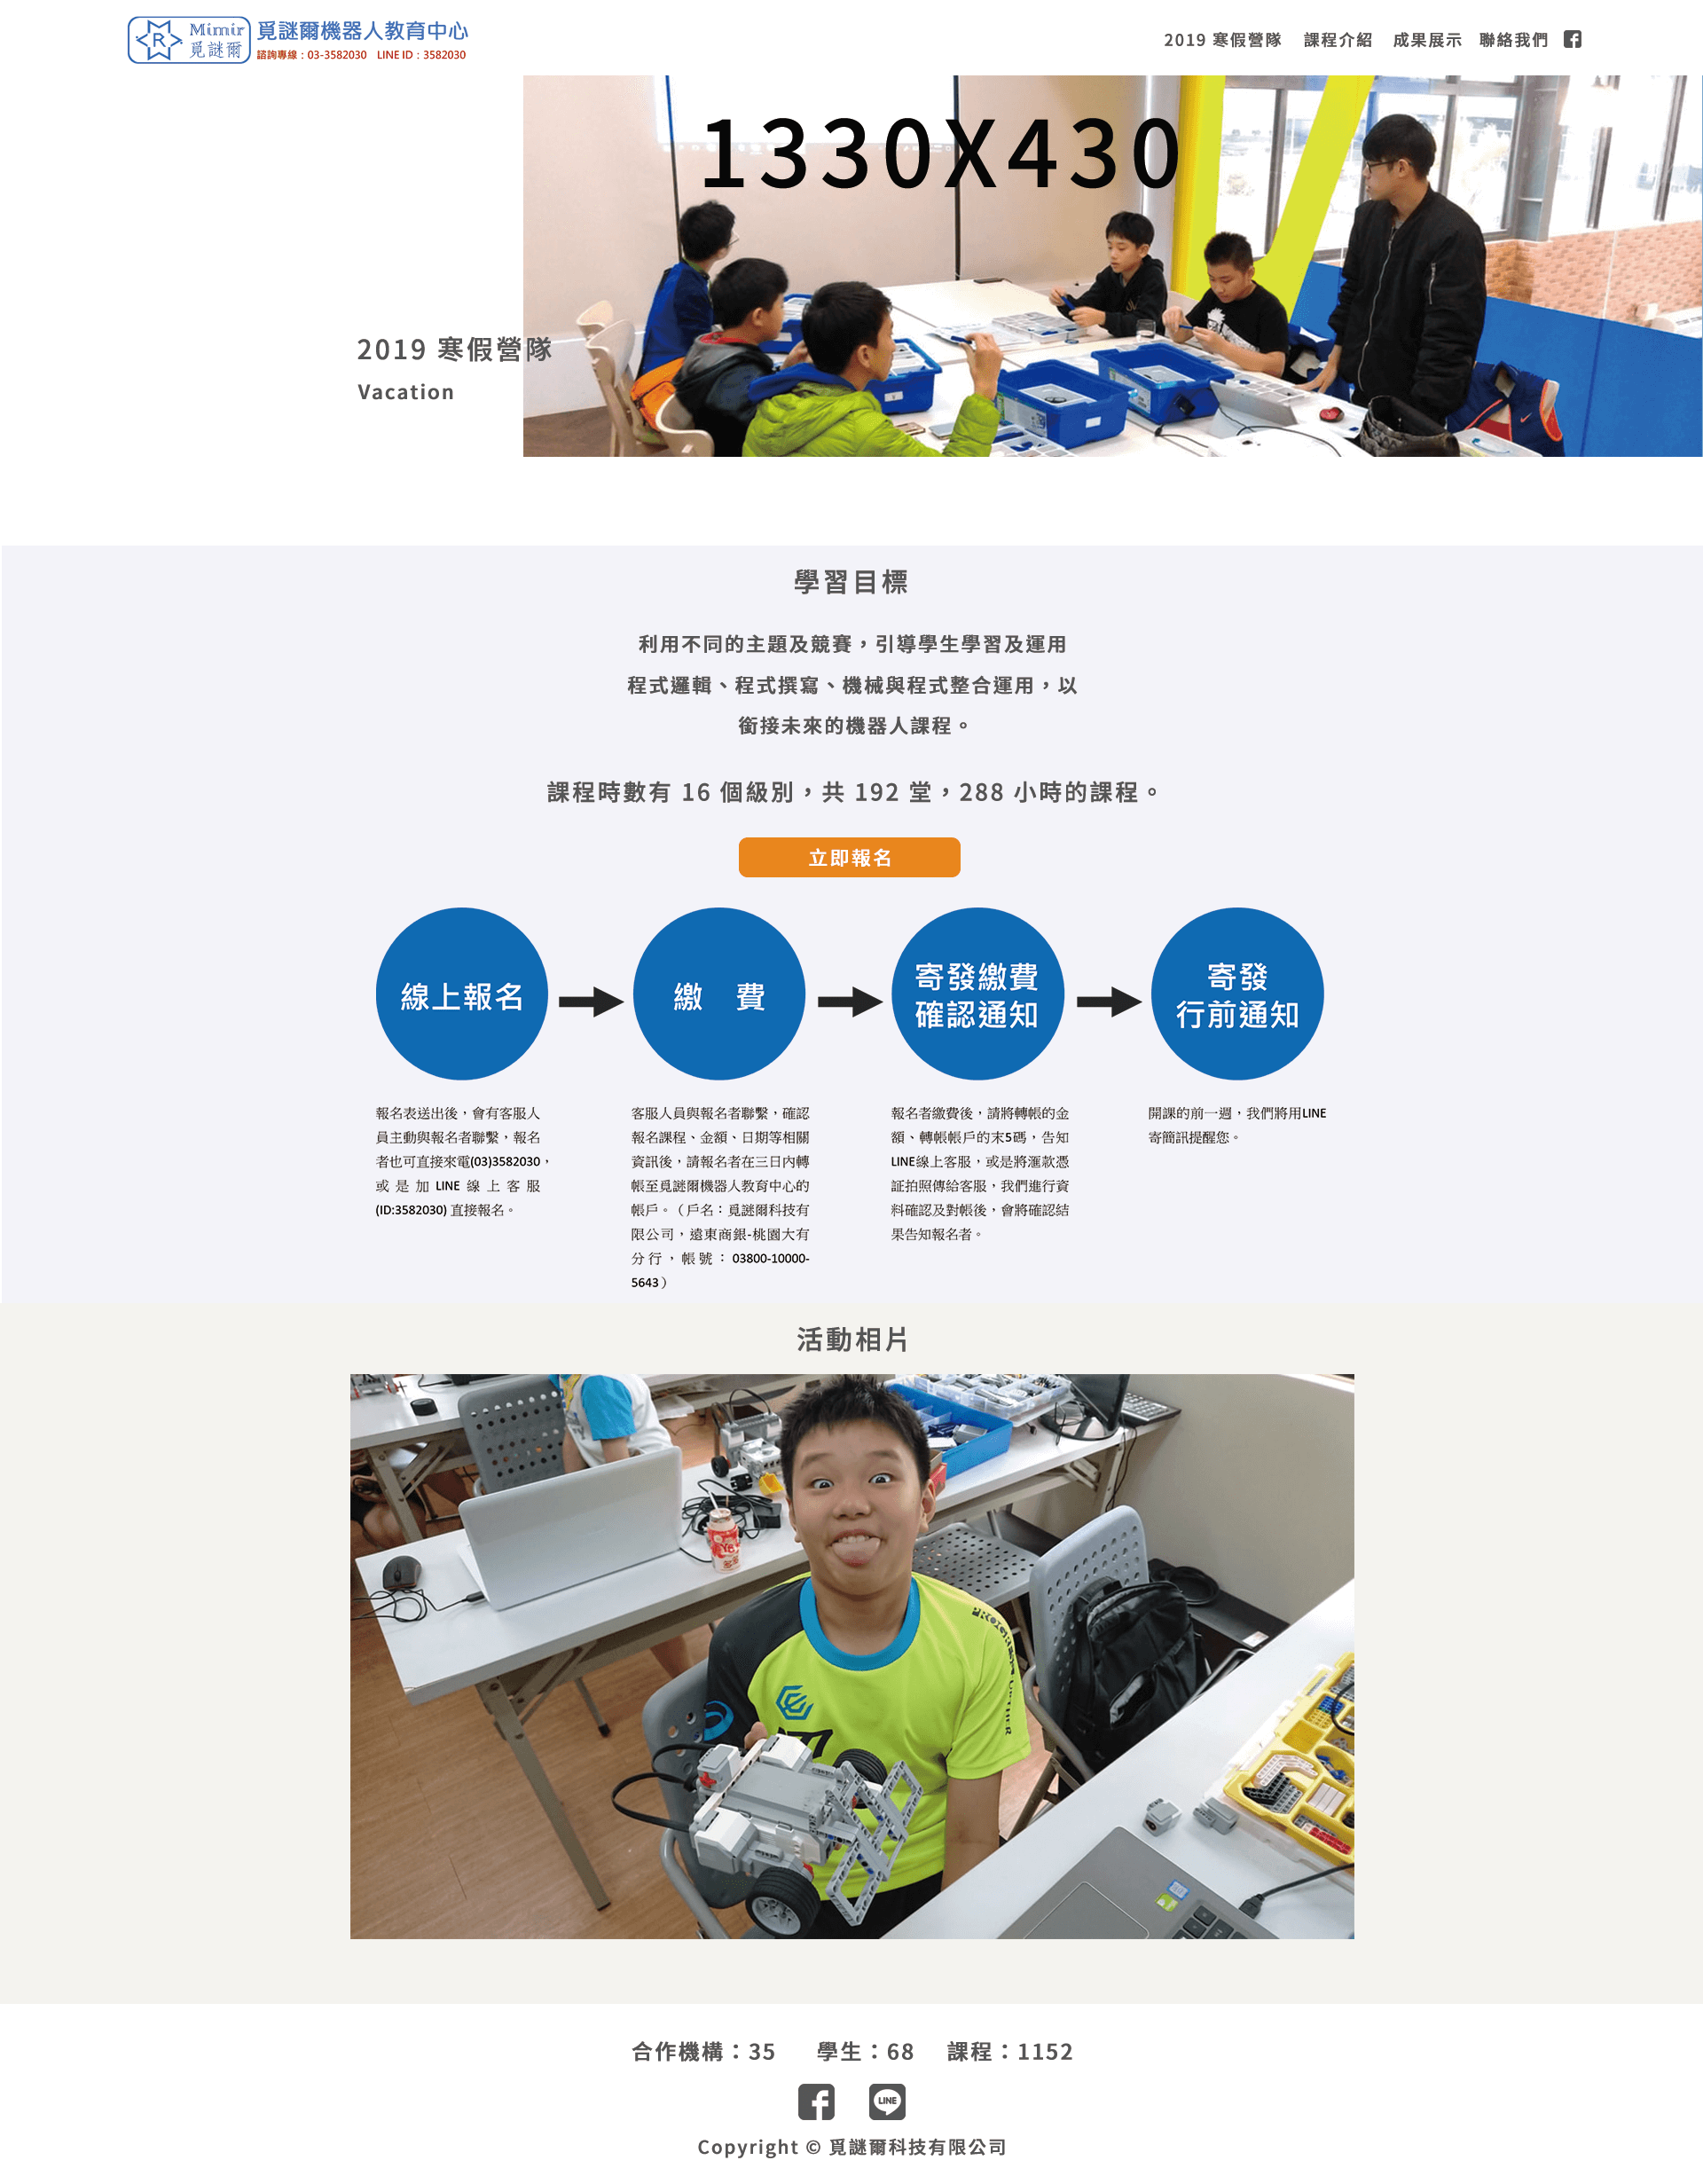 Mimir
覓謎爾
R
覓謎爾機器人教育中心
諮詢專線：03-3582030 LINE ID：3582030
2019 寒假營隊 課程介紹 成果展示 聯絡我們
1330X430
2019 寒假營隊
Vacation
學習目標
利用不同的主題及競賽，引導學生學習及運用
程式邏輯、程式撰寫、機械與程式整合運用，以
銜接未來的機器人課程。
課程時數有 16 個級別，共 192 堂，288 小時的課程。
立即報名
線上報名
繳 費
寄發繳費
確認通知
寄發
行前通知
報名表送出後，會有客服人
員主動與報名者聯繫，報名
者也可直接來電(03)3582030，
或是加 LINE 線上客服
(ID:3582030) 直接報名。
客服人員與報名者聯繫，確認
報名課程、金額、日期等相關
資訊後，請報名者在三日內轉
帳至覓謎爾機器人教育中心的
帳戶。（戶名：覓謎爾科技有
限公司，遠東商銀-桃園大有
分行，帳號：03800-10000-
5643）
報名者繳費後，請將轉帳的金
額、轉帳帳戶的末5碼，告知
LINE線上客服，或是將滙款憑
証拍照傳給客服，我們進行資
料確認及對帳後，會將確認結
果告知報名者。
開課的前一週，我們將用LINE
寄簡訊提醒您。
活動相片
合作機構：35 學生：68 課程：1152
LINE
Copyright © 覓謎爾科技有限公司